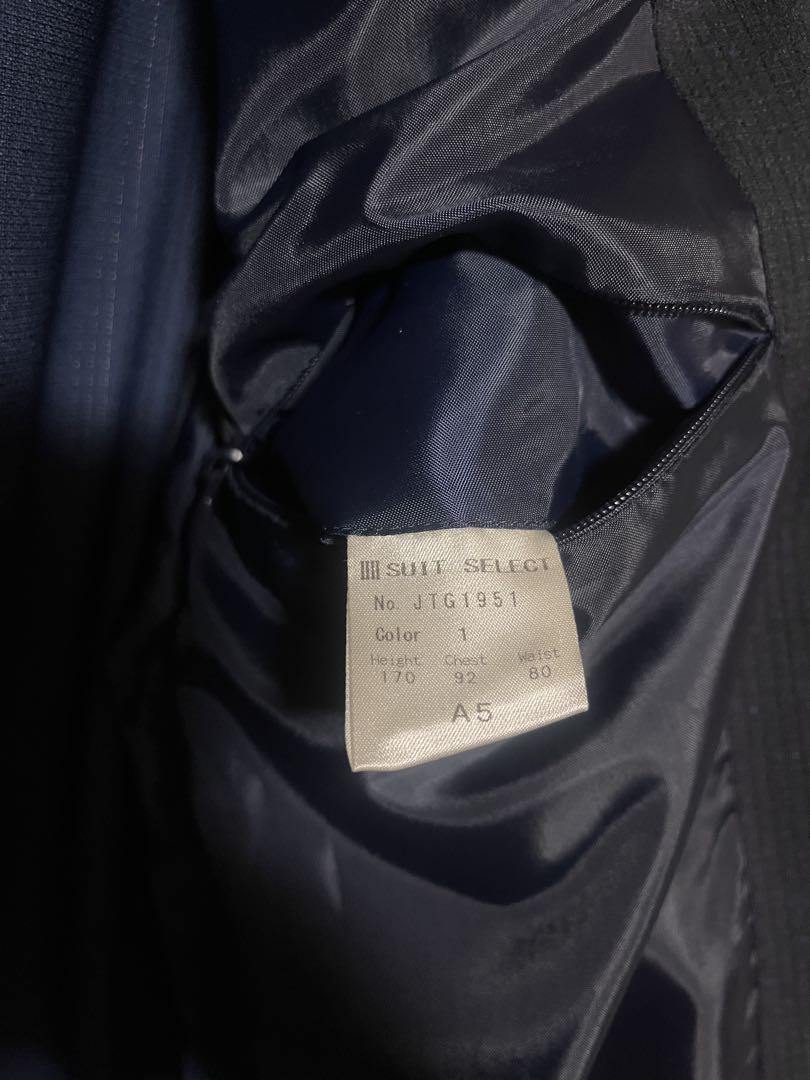 SUIT SELECT
No. JTG1951
Color 1
Height Chest Waist
170 92 80
A5